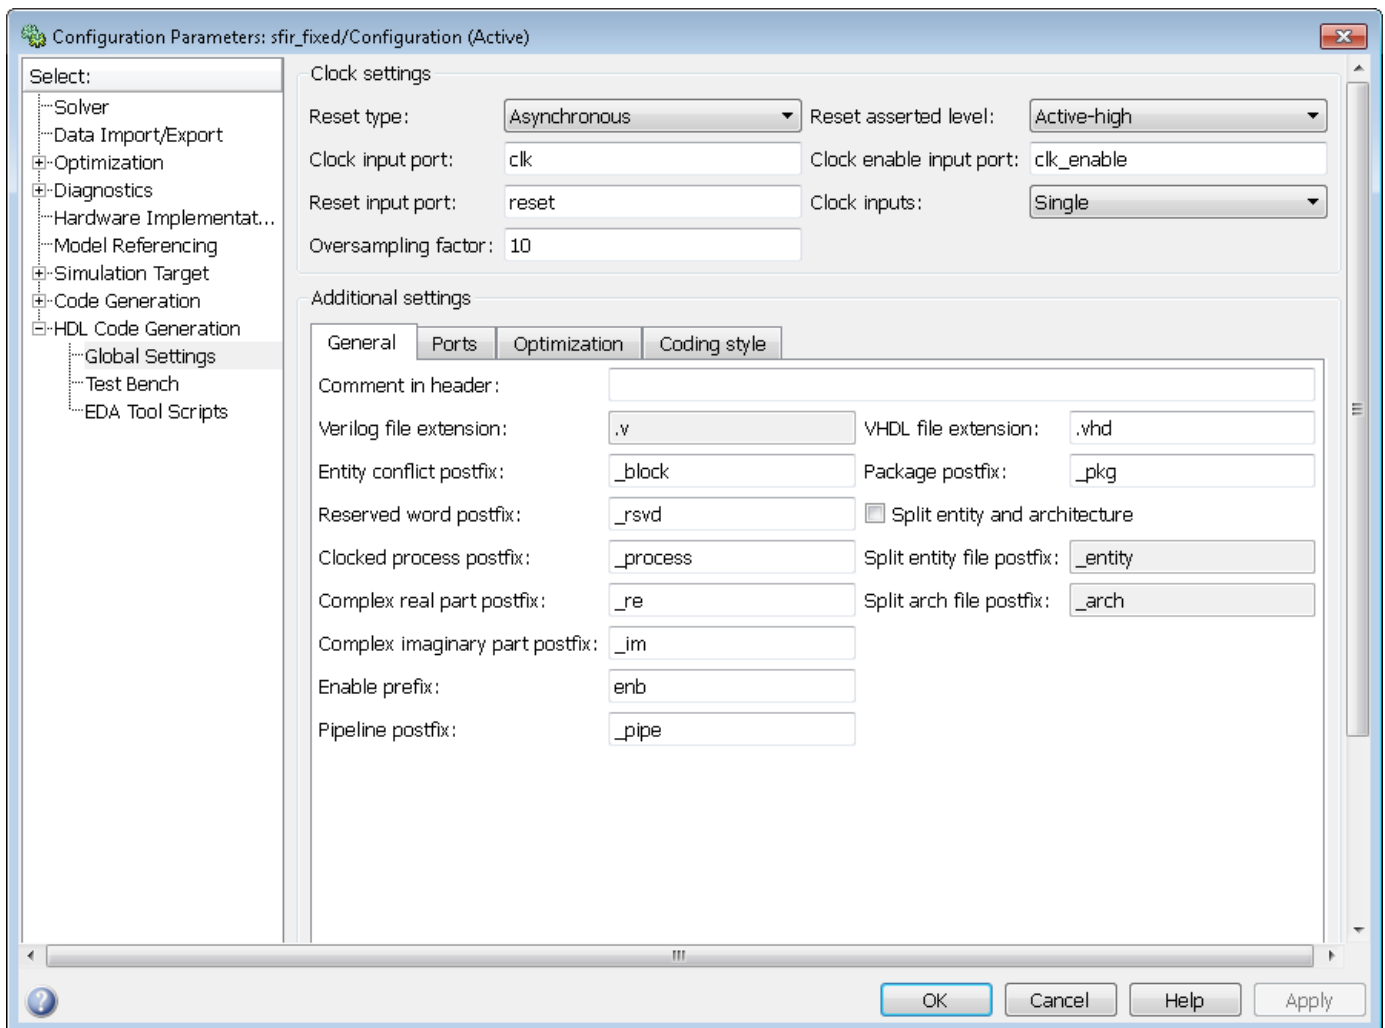 Configuration Parameters: sfir_fixed/Configuration (Active)
Select:
Solver
Data Import/Export
Optimization
Diagnostics
Hardware Implementat...
Model Referencing
Simulation Target
Code Generation
HDL Code Generation
Global Settings
Test Bench
EDA Tool Scripts
Clock settings
Reset type: Asynchronous Reset asserted level: Active-high
Clock input port: clk Clock enable input port: clk_enable
Reset input port: reset Clock inputs: Single
Oversampling factor: 10
Additional settings
General Ports Optimization Coding style
Comment in header:
Verilog file extension: .v VHDL file extension: .vhd
Entity conflict postfix: _block Package postfix: _pkg
Reserved word postfix: _rsvd Split entity and architecture
Clocked process postfix: _process Split entity file postfix: _entity
Complex real part postfix: _re Split arch file postfix: _arch
Complex imaginary part postfix: _im
Enable prefix: enb
Pipeline postfix: _pipe
OK Cancel Help Apply